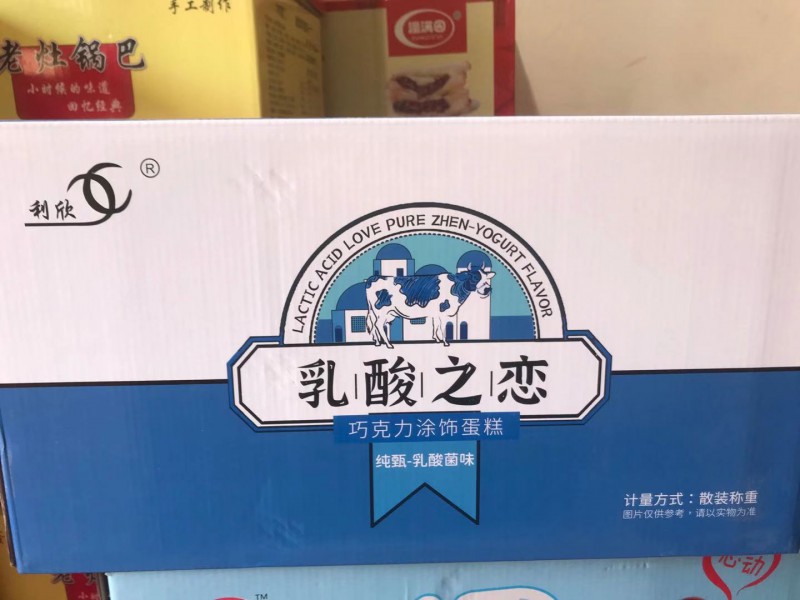 手工制作
老灶锅巴
小时候的味道
回忆经典
利欣
®
LACTIC ACID LOVE PURE ZHEN-YOGURT FLAVOR
乳酸之恋
巧克力涂饰蛋糕
纯甄-乳酸菌味
计量方式：散装称重
图片仅供参考，请以实物为准
TM
心动